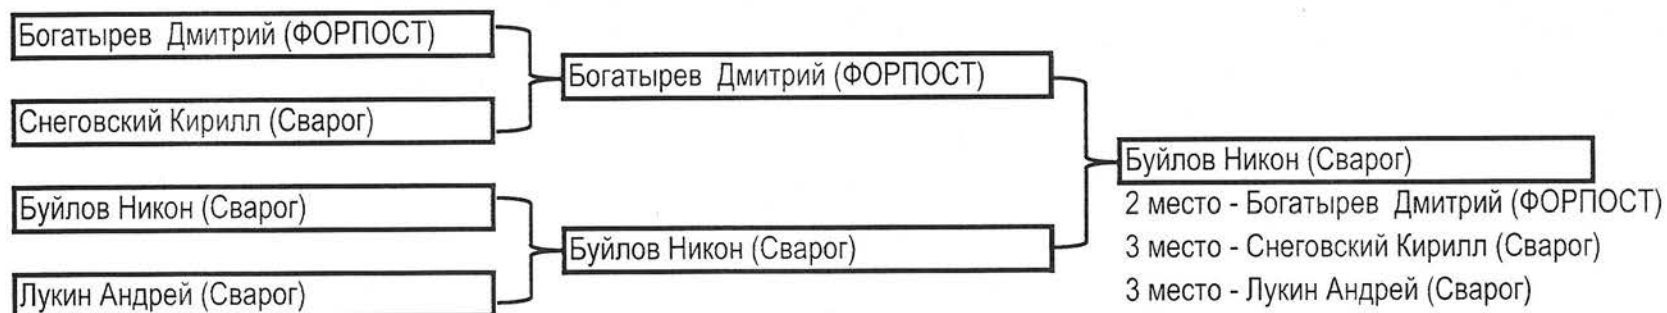 Богатырев Дмитрий (ФОРПОСТ)
Снеговский Кирилл (Сварог)
Буйлов Никон (Сварог)
Лукин Андрей (Сварог)
Богатырев Дмитрий (ФОРПОСТ)
Буйлов Никон (Сварог)
Буйлов Никон (Сварог)
2 место - Богатырев Дмитрий (ФОРПОСТ)
3 место - Снеговский Кирилл (Сварог)
3 место - Лукин Андрей (Сварог)